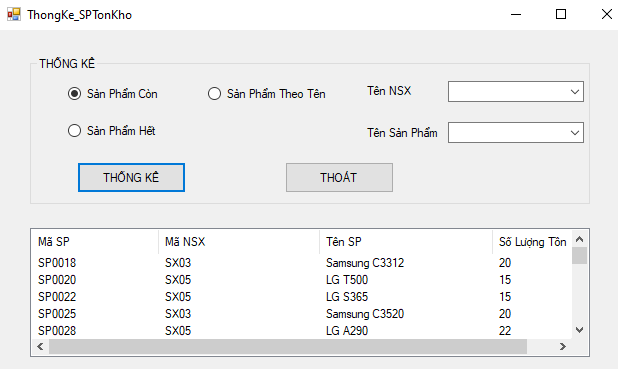 ThongKe_SPTonKho
THỐNG KÊ
Sản Phẩm Còn
Sản Phẩm Theo Tên
Tên NSX
Sản Phẩm Hết
Tên Sản Phẩm
THỐNG KÊ
THOÁT
Mã SP Mã NSX Tên SP Số Lượng Tồn
SP0018 SX03 Samsung C3312 20
SP0020 SX05 LG T500 15
SP0022 SX05 LG S365 15
SP0025 SX03 Samsung C3520 20
SP0028 SX05 LG A290 22